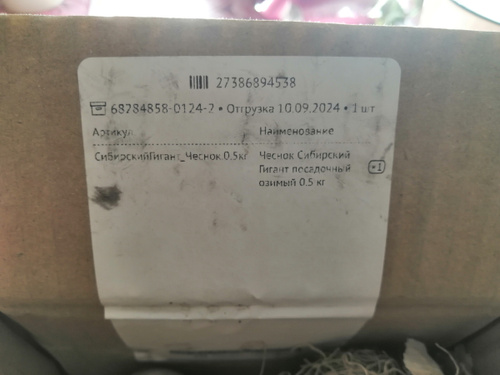 27386894538
68284858-0124-2 • Отгрузка 10.09.2024 • 1 шт
Артикул Наименование
СибирскийГигант_Чеснок.0.5кг Чеснок Сибирский
Гигант посадочный
озимый 0.5 кг
×1